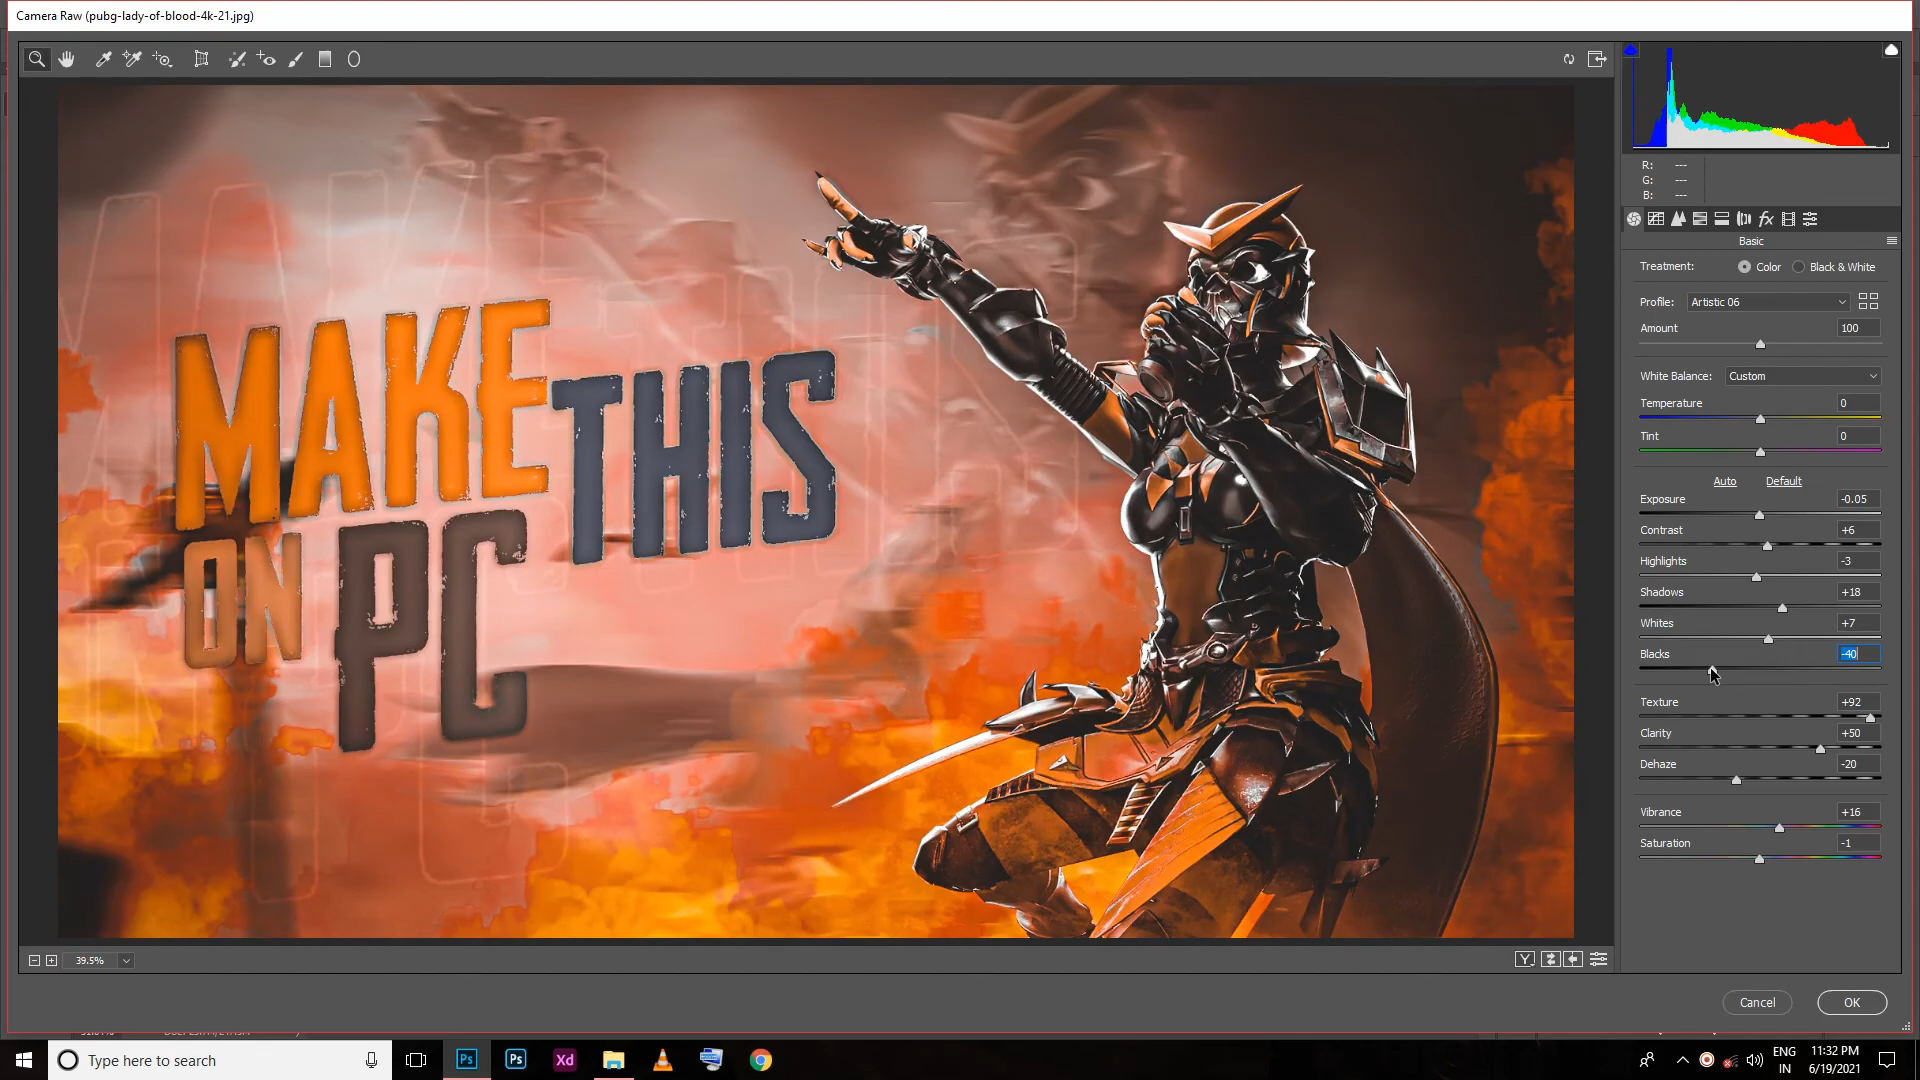 Camera Raw (pubg-lady-of-blood-4k-21.jpg)
R: ---
G: ---
B: ---
Basic
Treatment: Color Black & White
Profile: Artistic 06
Amount 100
White Balance: Custom
Temperature 0
Tint 0
Auto Default
Exposure -0.05
Contrast +6
Highlights -3
Shadows +18
Whites +7
Blacks -40
Texture +92
Clarity +50
Dehaze -20
Vibrance +16
Saturation -1
MAKE THIS
ON PC
39.5%
Y
Cancel OK
Type here to search
Ps
Ps
Xd
ENG
IN
11:32 PM
6/19/2021